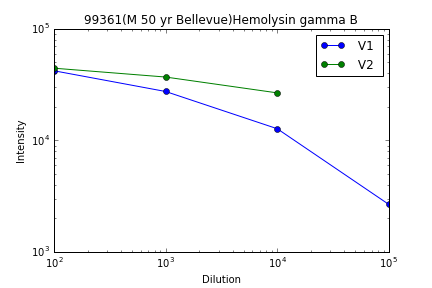 99361(M 50 yr Bellevue)Hemolysin gamma B
10^5
V1
V2
10^4
10^3
Intensity
10^2 10^3 10^4 10^5
Dilution